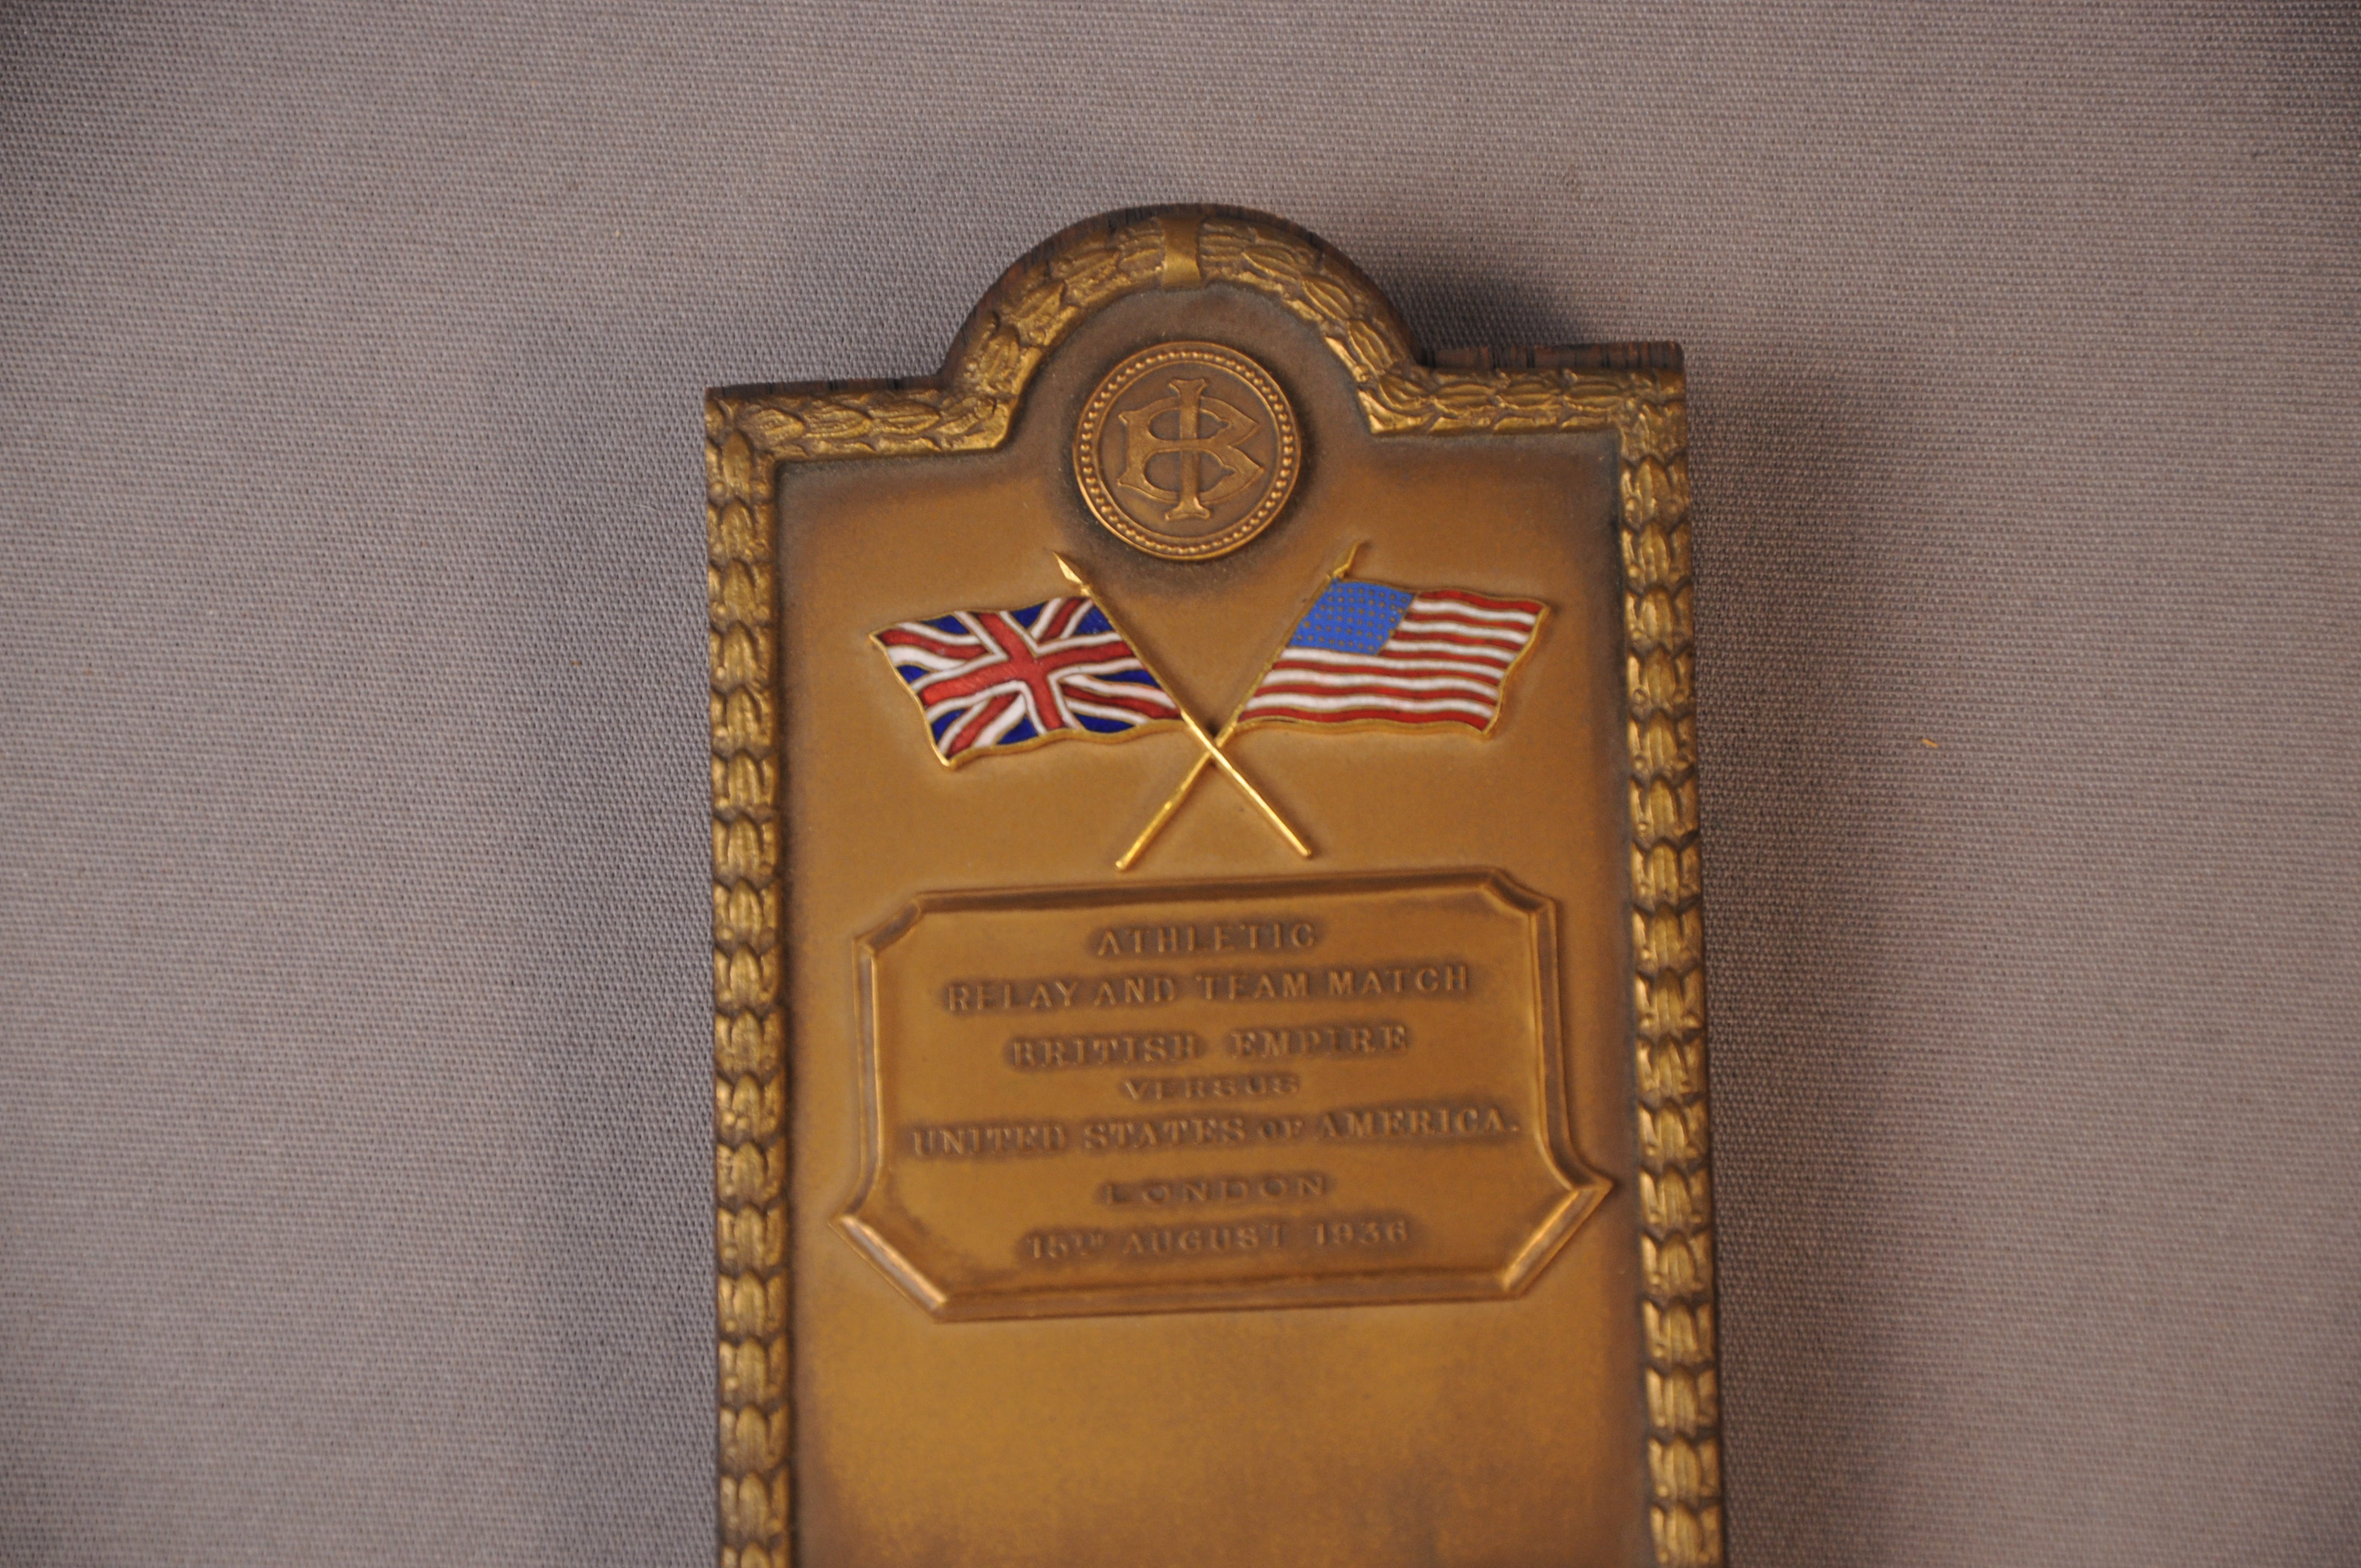 ATHLETIC
RELAY AND TEAM MATCH
BRITISH EMPIRE
VERSUS
UNITED STATES OF AMERICA.
LONDON
15TH AUGUST 1936